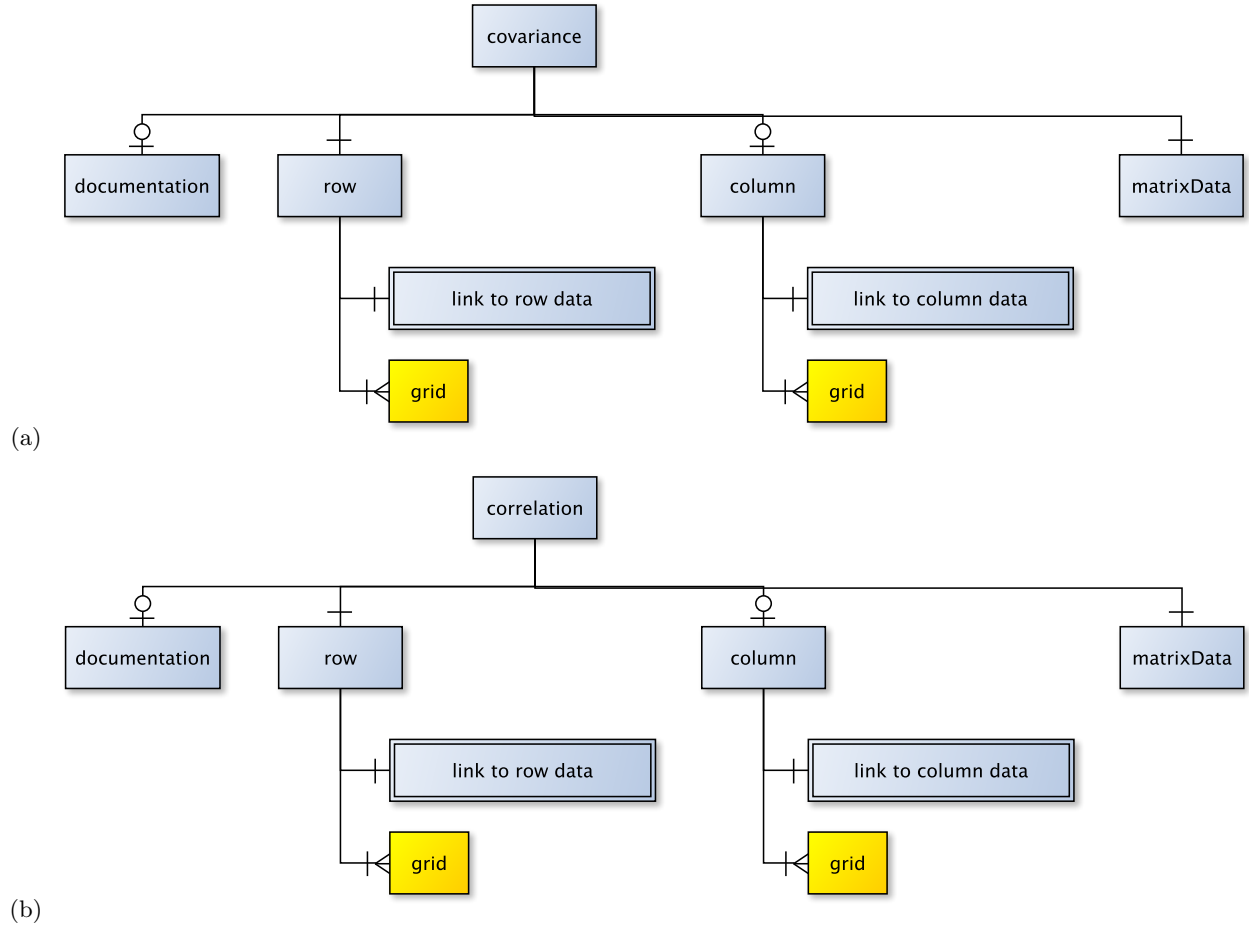 covariance
documentation
row
column
matrixData
link to row data
link to column data
grid
grid
(a)
correlation
documentation
row
column
matrixData
link to row data
link to column data
grid
grid
(b)